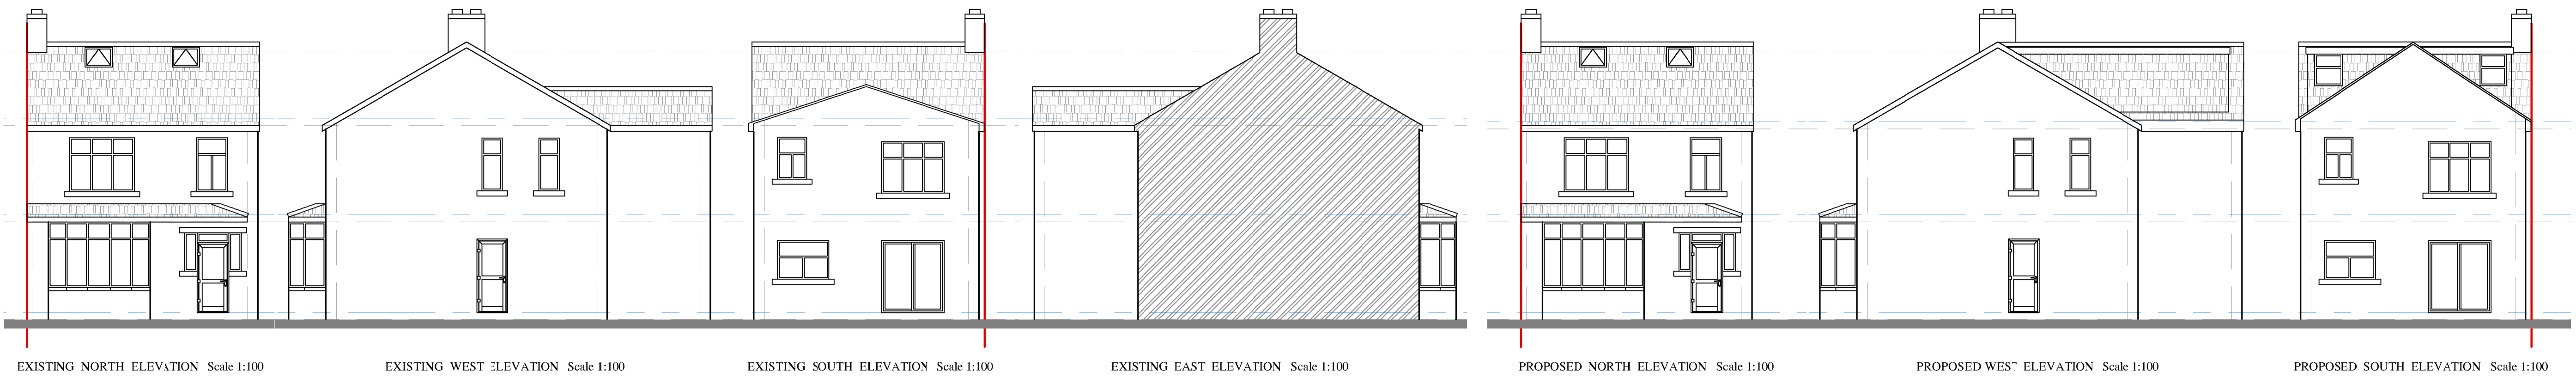 EXISTING NORTH ELEVATION Scale 1:100
EXISTING WEST ELEVATION Scale 1:100
EXISTING SOUTH ELEVATION Scale 1:100
EXISTING EAST ELEVATION Scale 1:100
PROPOSED NORTH ELEVATION Scale 1:100
PROPOSED WEST ELEVATION Scale 1:100
PROPOSED SOUTH ELEVATION Scale 1:100